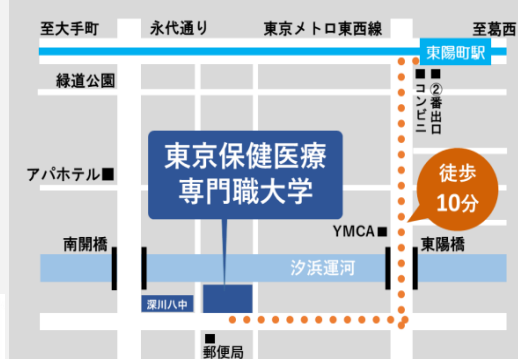 至大手町
永代通り
東京メトロ東西線
至葛西
東陽町駅
緑道公園
■コンビニ
■②番出口
東京保健医療
専門職大学
アパホテル■
徒歩
10分
YMCA■
南開橋
東陽橋
汐浜運河
深川八中
■
郵便局